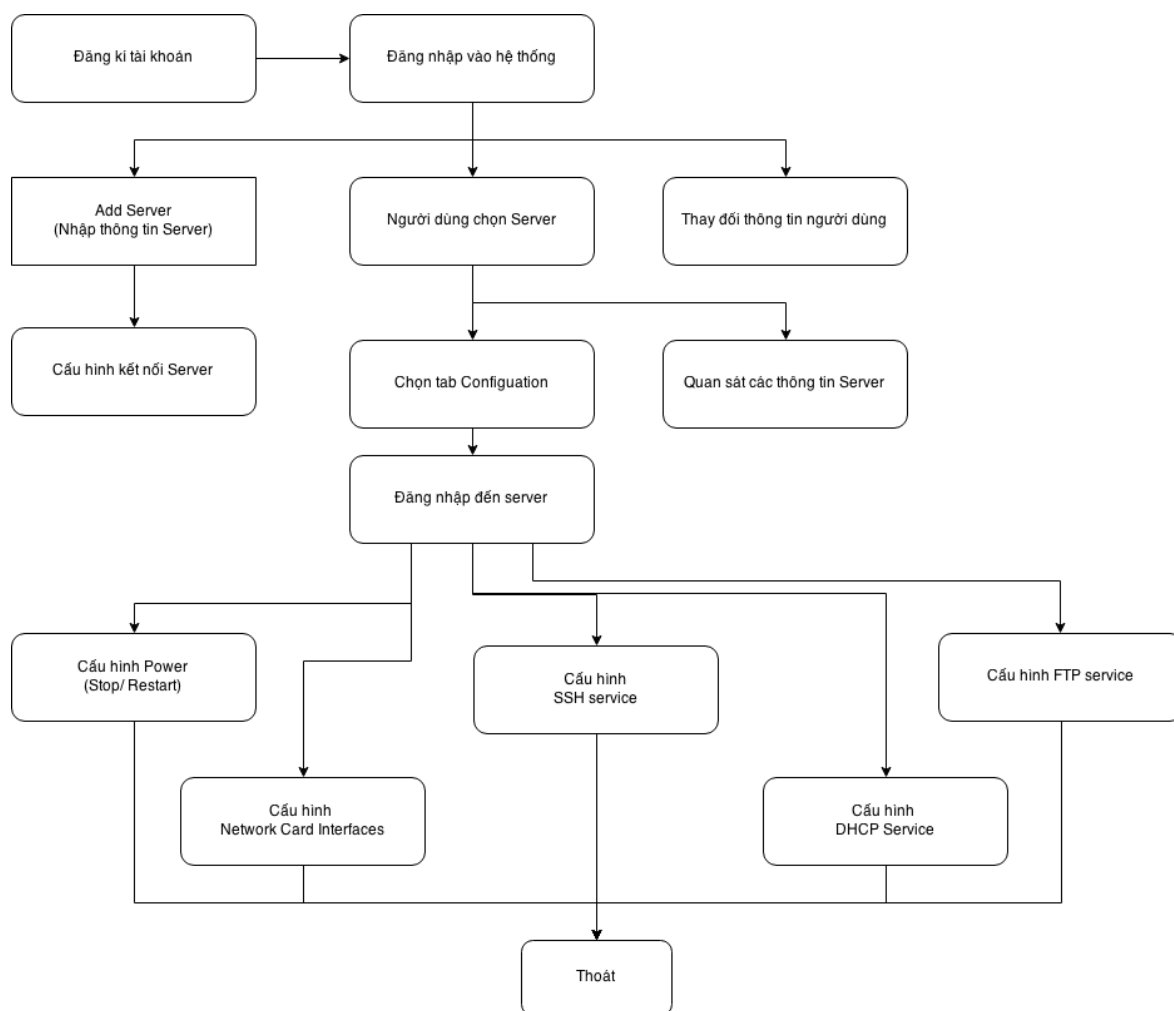 Đăng kí tài khoản
Đăng nhập vào hệ thống
Add Server
(Nhập thông tin Server)
Người dùng chọn Server
Thay đổi thông tin người dùng
Cấu hình kết nối Server
Chọn tab Configuation
Quan sát các thông tin Server
Đăng nhập đến server
Cấu hình Power
(Stop/ Restart)
Cấu hình
SSH service
Cấu hình FTP service
Cấu hình
Network Card Interfaces
Cấu hình
DHCP Service
Thoát